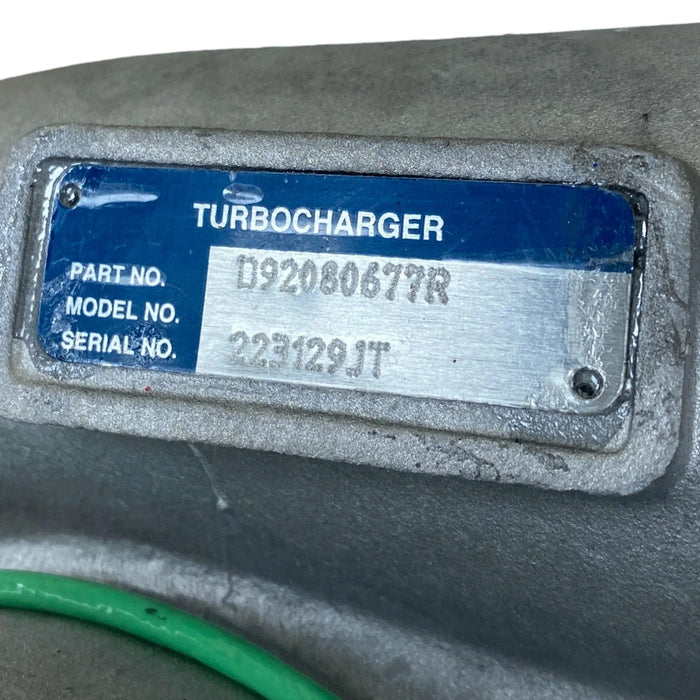 TURBOCHARGER
PART NO. D92080677R
MODEL NO.
SERIAL NO. 223129JT